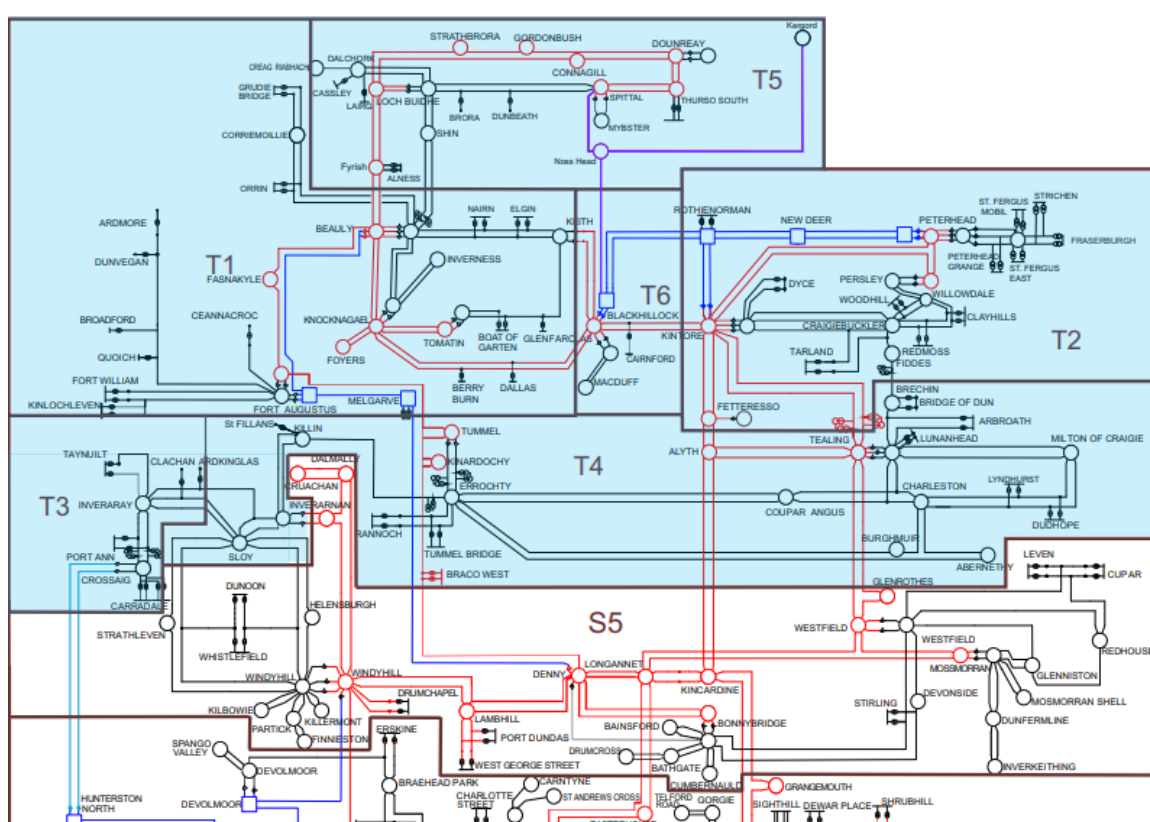 Kergord
STRATHBRORA
GORDONBUSH
DOUNREAY
CREAG RIABHACH
DALCHORK
CONNAGILL
T5
CASSLEY
GRUDIE
BRIDGE
LAIRG
LOCH BUIDHE
SPITTAL
THURSO SOUTH
BRORA
DUNBEATH
MYBSTER
CORRIEMOILLIE
SHIN
Noss Head
Fyrish
ALNESS
ORRIN
STRICHEN
ST. FERGUS
MOBIL
NAIRN
ELGIN
ROTHIENORMAN
NEW DEER
PETERHEAD
ARDMORE
KEITH
BEAULY
FRASERBURGH
DUNVEGAN
T1
INVERNESS
PETERHEAD
GRANGE
ST. FERGUS
EAST
FASNAKYLE
T6
DYCE
PERSLEY
WILLOWDALE
WOODHILL
BROADFORD
CEANNACROC
KNOCKNAGAEL
BLACKHILLOCK
CLAYHILLS
KINTORE
CRAIGIEBUCKLER
TOMATIN
BOAT OF
GARTEN
GLENFARCLAS
CAIRNFORD
T2
QUOICH
FOYERS
TARLAND
REDMOSS
FIDDES
FORT WILLIAM
BERRY
BURN
DALLAS
MACDUFF
BRECHIN
KINLOCHLEVEN
FORT AUGUSTUS
MELGARVE
BRIDGE OF DUN
St FILLANS
KILLIN
TUMMEL
FETTERESSO
ARBROATH
TEALING
LUNANHEAD
MILTON OF CRAIGIE
TAYNUILT
CLACHAN
ARDKINGLAS
DALMALLY
KINARDOCHY
T4
ALYTH
CRUACHAN
LYNDHURST
T3
INVERARAY
INVERARNAN
ERROCHTY
CHARLESTON
COUPAR ANGUS
RANNOCH
DUDHOPE
PORT ANN
SLOY
TUMMEL BRIDGE
BURGHMUIR
ABERNETHY
CROSSAIG
BRACO WEST
LEVEN
CUPAR
DUNOON
GLENROTHES
CARRADALE
HELENSBURGH
S5
STRATHLEVEN
WESTFIELD
WESTFIELD
REDHOUSE
WHISTLEFIELD
LONGANNET
MOSSMORRAN
GLENNISTON
WINDYHILL
WINDYHILL
DENNY
KINCARDINE
DRUMCHAPEL
DEVONSIDE
MOSMORRAN SHELL
KILBOWIE
KILLERMONT
LAMBHILL
STIRLING
BAINSFORD
BONNYBRIDGE
DUNFERMLINE
PARTICK
FINNIESTON
ERSKINE
PORT DUNDAS
SPANGO
VALLEY
DRUMCROSS
BATHGATE
WEST GEORGE STREET
INVERKEITHING
DEVOLMOOR
BRAEHEAD PARK
CARNTYNE
CUMBERNAULD
GRANGEMOUTH
HUNTERSTON
NORTH
DEVOLMOOR
CHARLOTTE
STREET
ST ANDREWS CROSS
TELFORD
ROAD
GORGIE
SIGHTHILL
DEWAR PLACE
SHRUBHILL